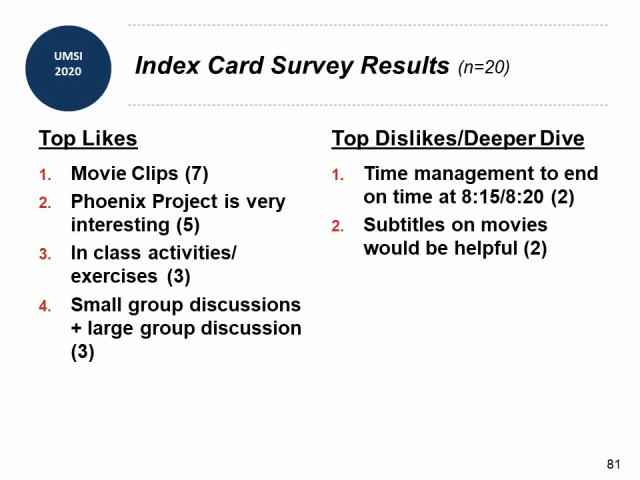 UMSI
2020
Index Card Survey Results (n=20)
Top Likes
1. Movie Clips (7)
2. Phoenix Project is very
interesting (5)
3. In class activities/
exercises (3)
4. Small group discussions
+ large group discussion
(3)
Top Dislikes/Deeper Dive
1. Time management to end
on time at 8:15/8:20 (2)
2. Subtitles on movies
would be helpful (2)
81